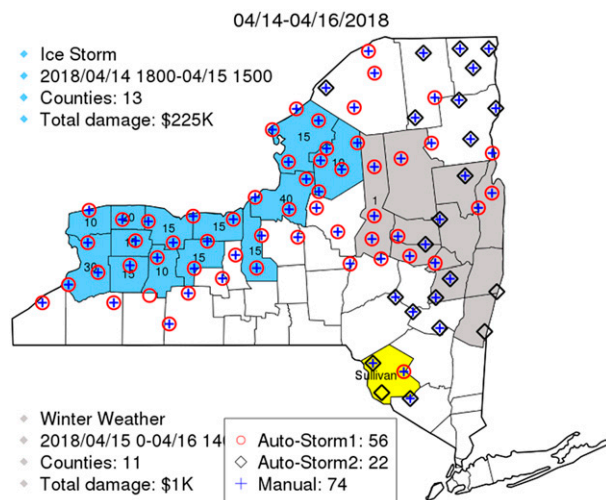 04/14-04/16/2018
Ice Storm
2018/04/14 1800-04/15 1500
Counties: 13
Total damage: $225K
15
10
1
40
10
15
15
15
15
30
15
10
Sullivan
Winter Weather
2018/04/15 0-04/16 140
Counties: 11
Total damage: $1K
Auto-Storm1: 56
Auto-Storm2: 22
Manual: 74